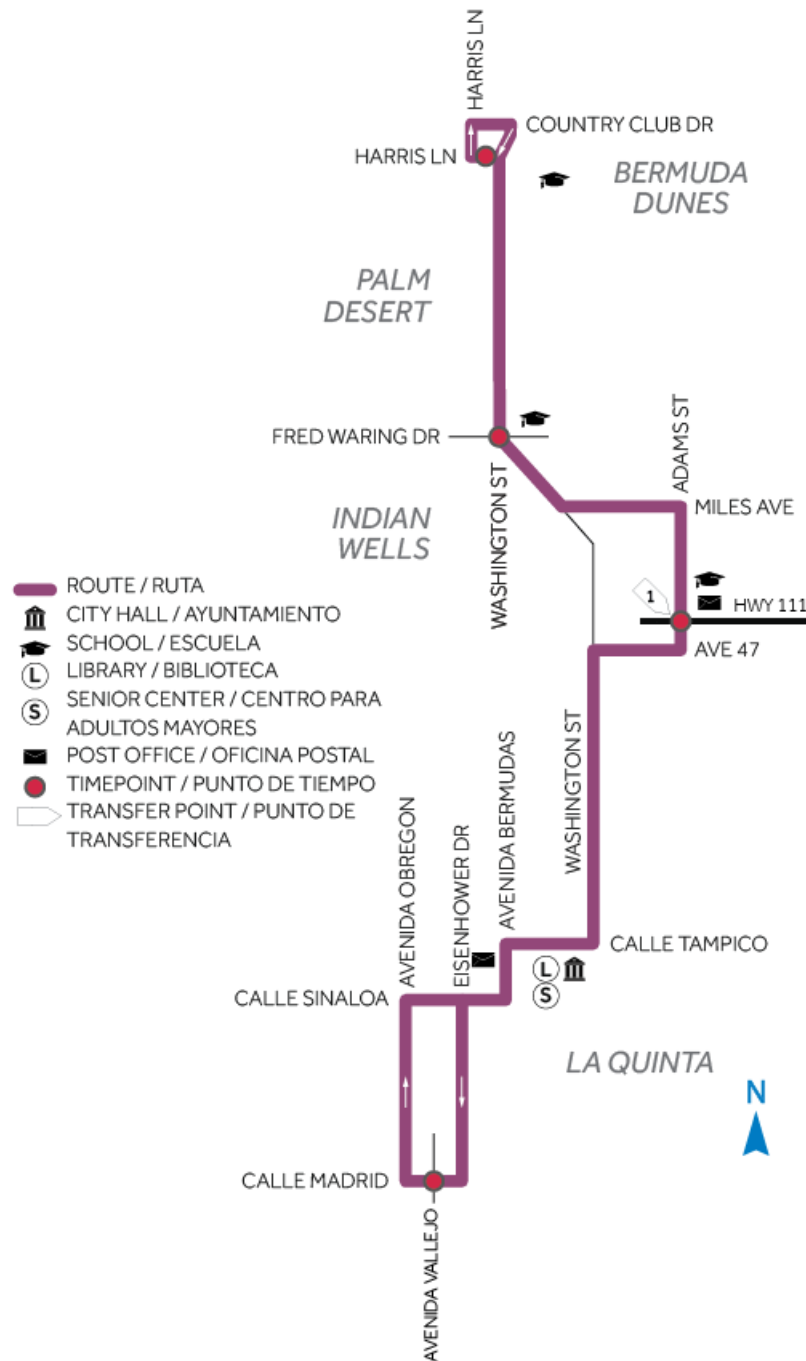 HARRIS LN
COUNTRY CLUB DR
HARRIS LN
BERMUDA
DUNES
PALM
DESERT
FRED WARING DR
WASHINGTON ST
ADAMS ST
MILES AVE
INDIAN
WELLS
1
HWY 111
AVE 47
ROUTE / RUTA
CITY HALL / AYUNTAMIENTO
SCHOOL / ESCUELA
L LIBRARY / BIBLIOTECA
S SENIOR CENTER / CENTRO PARA
ADULTOS MAYORES
POST OFFICE / OFICINA POSTAL
TIMEPOINT / PUNTO DE TIEMPO
TRANSFER POINT / PUNTO DE
TRANSFERENCIA
AVENIDA OBREGON
EISENHOWER DR
AVENIDA BERMUDAS
WASHINGTON ST
CALLE TAMPICO
L
S
CALLE SINALOA
LA QUINTA
N
CALLE MADRID
AVENIDA VALLEJO